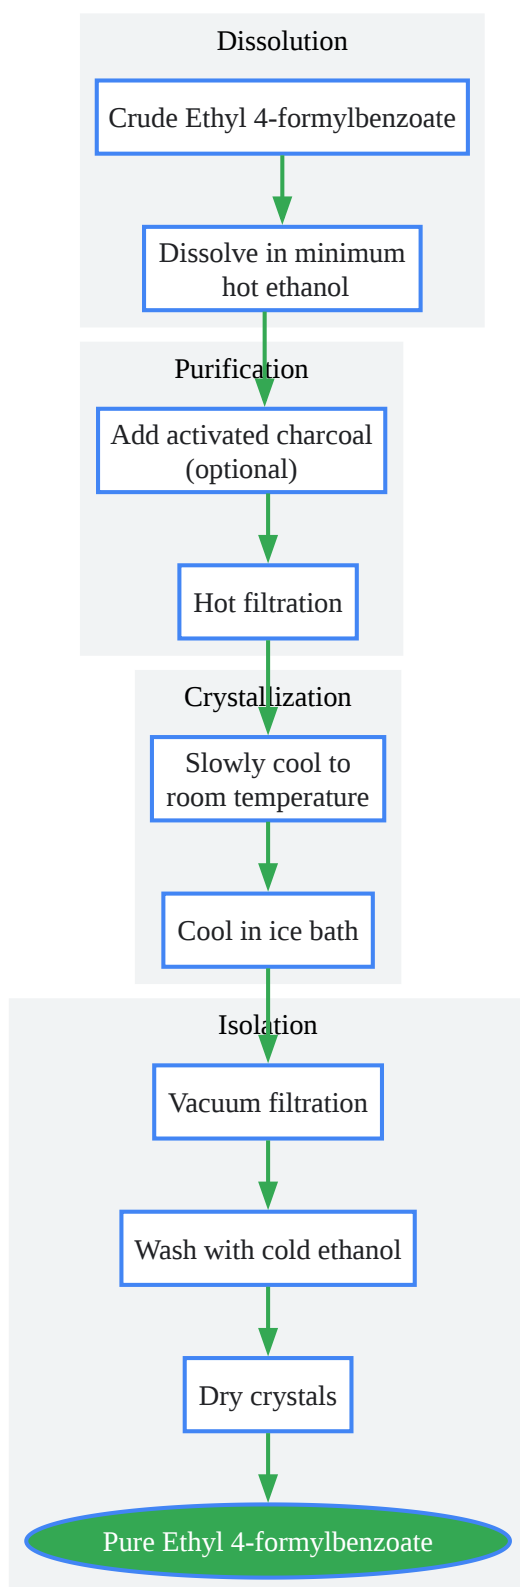 Dissolution
Crude Ethyl 4-formylbenzoate
Dissolve in minimum
hot ethanol
Purification
Add activated charcoal
(optional)
Hot filtration
Crystallization
Slowly cool to
room temperature
Cool in ice bath
Isolation
Vacuum filtration
Wash with cold ethanol
Dry crystals
Pure Ethyl 4-formylbenzoate